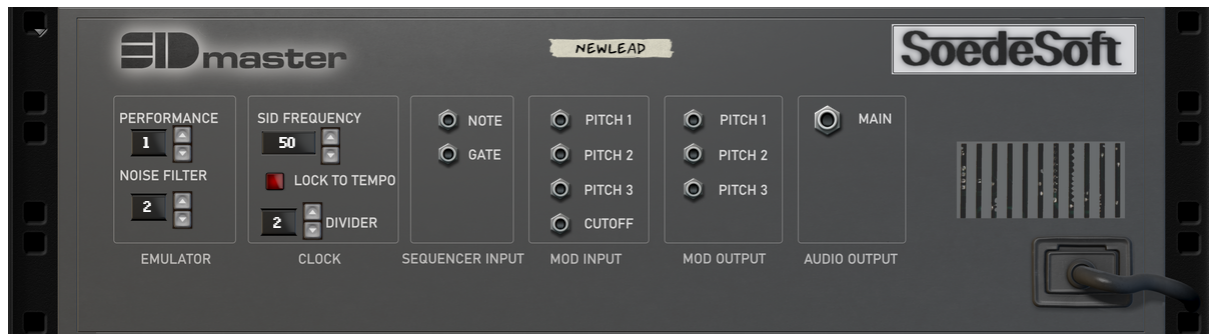 SIDmaster
NEWLEAD
SoedeSoft
PERFORMANCE
1
NOISE FILTER
2
EMULATOR
SID FREQUENCY
50
LOCK TO TEMPO
2 DIVIDER
CLOCK
NOTE
GATE
SEQUENCER INPUT
PITCH 1
PITCH 2
PITCH 3
CUTOFF
MOD INPUT
PITCH 1
PITCH 2
PITCH 3
MOD OUTPUT
MAIN
AUDIO OUTPUT